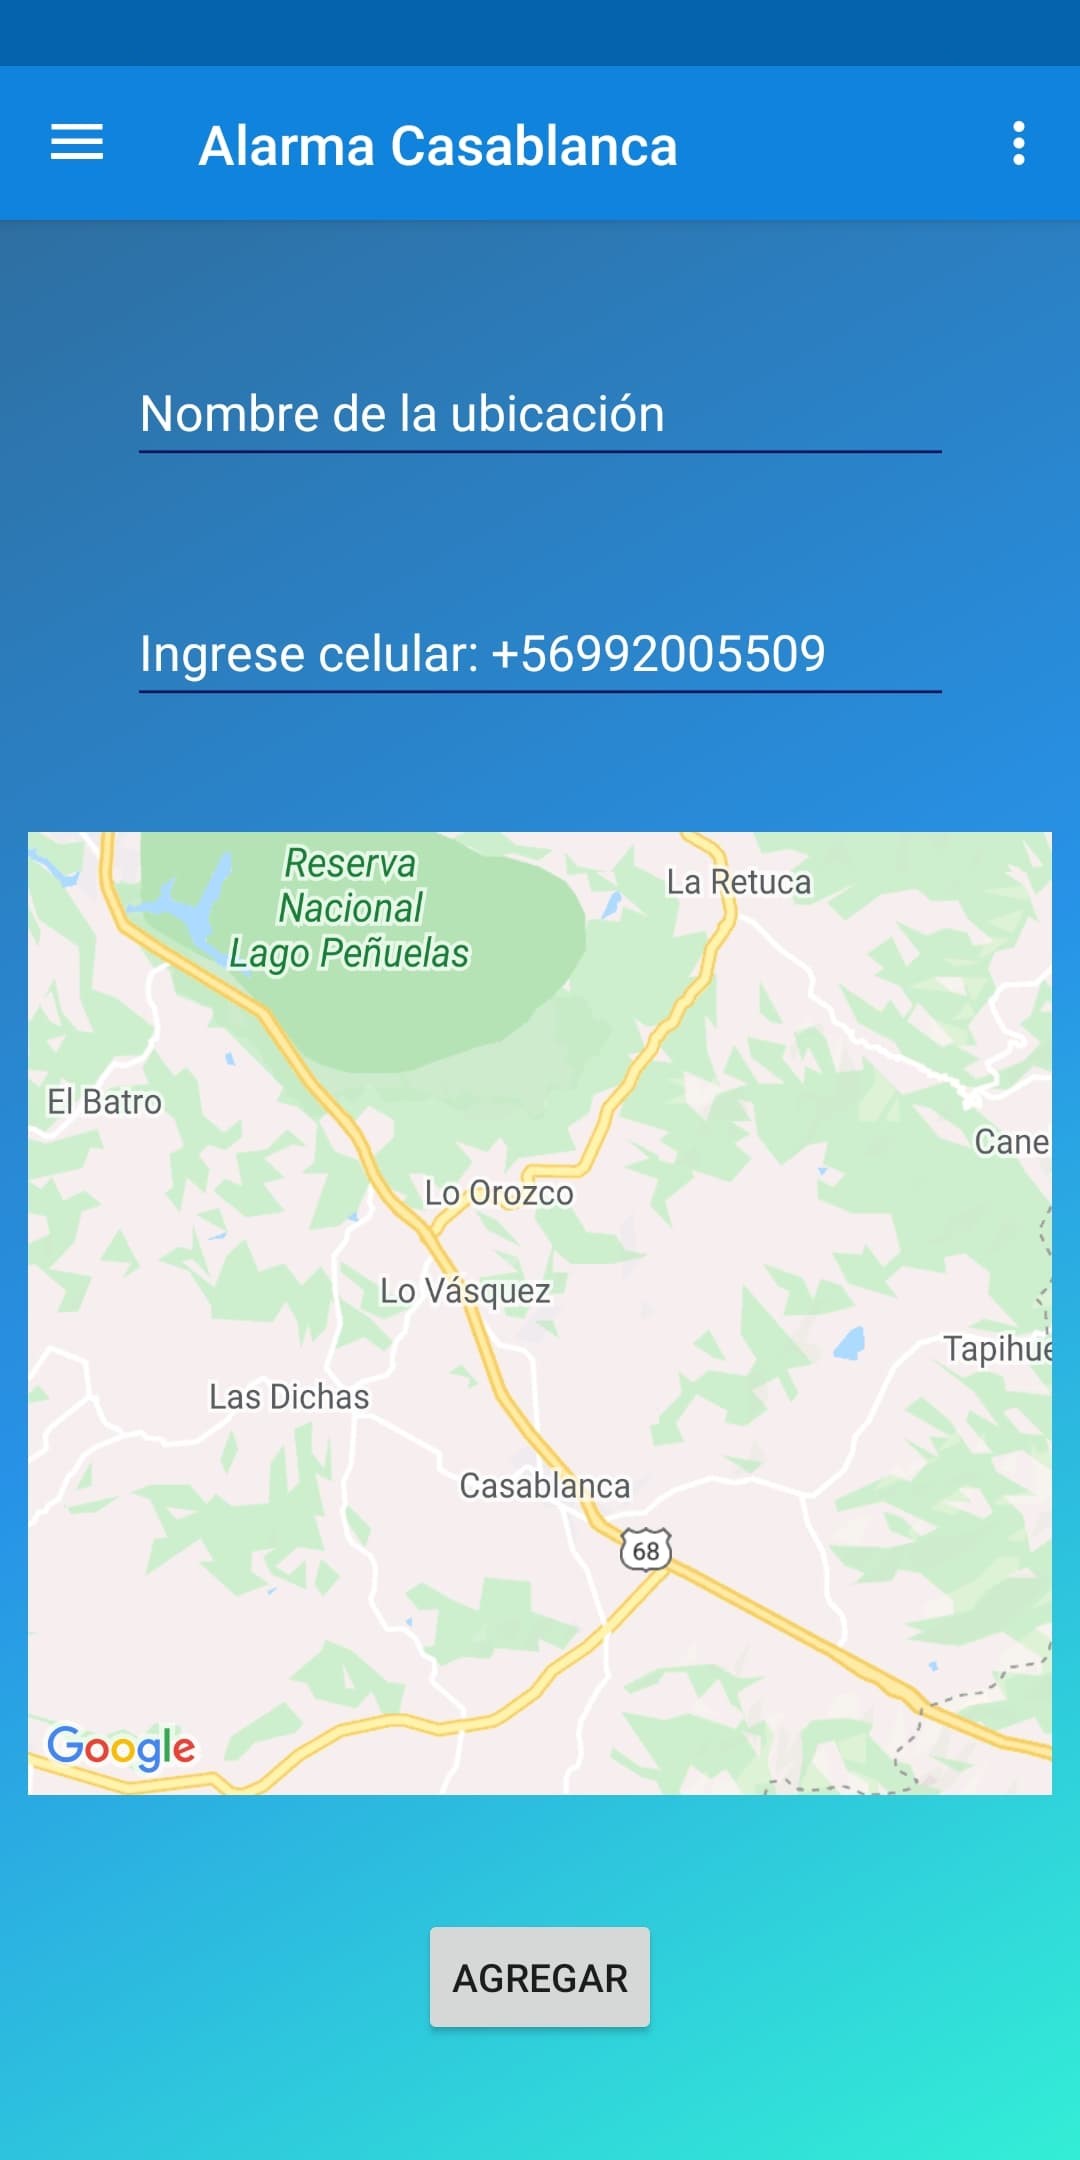 Alarma Casablanca
Nombre de la ubicación
Ingrese celular: +56992005509
Reserva
Nacional
Lago Peñuelas
La Retuca
El Batro
Cane
Lo Orozco
Lo Vásquez
Tapihue
Las Dichas
Casablanca
68
Google
AGREGAR